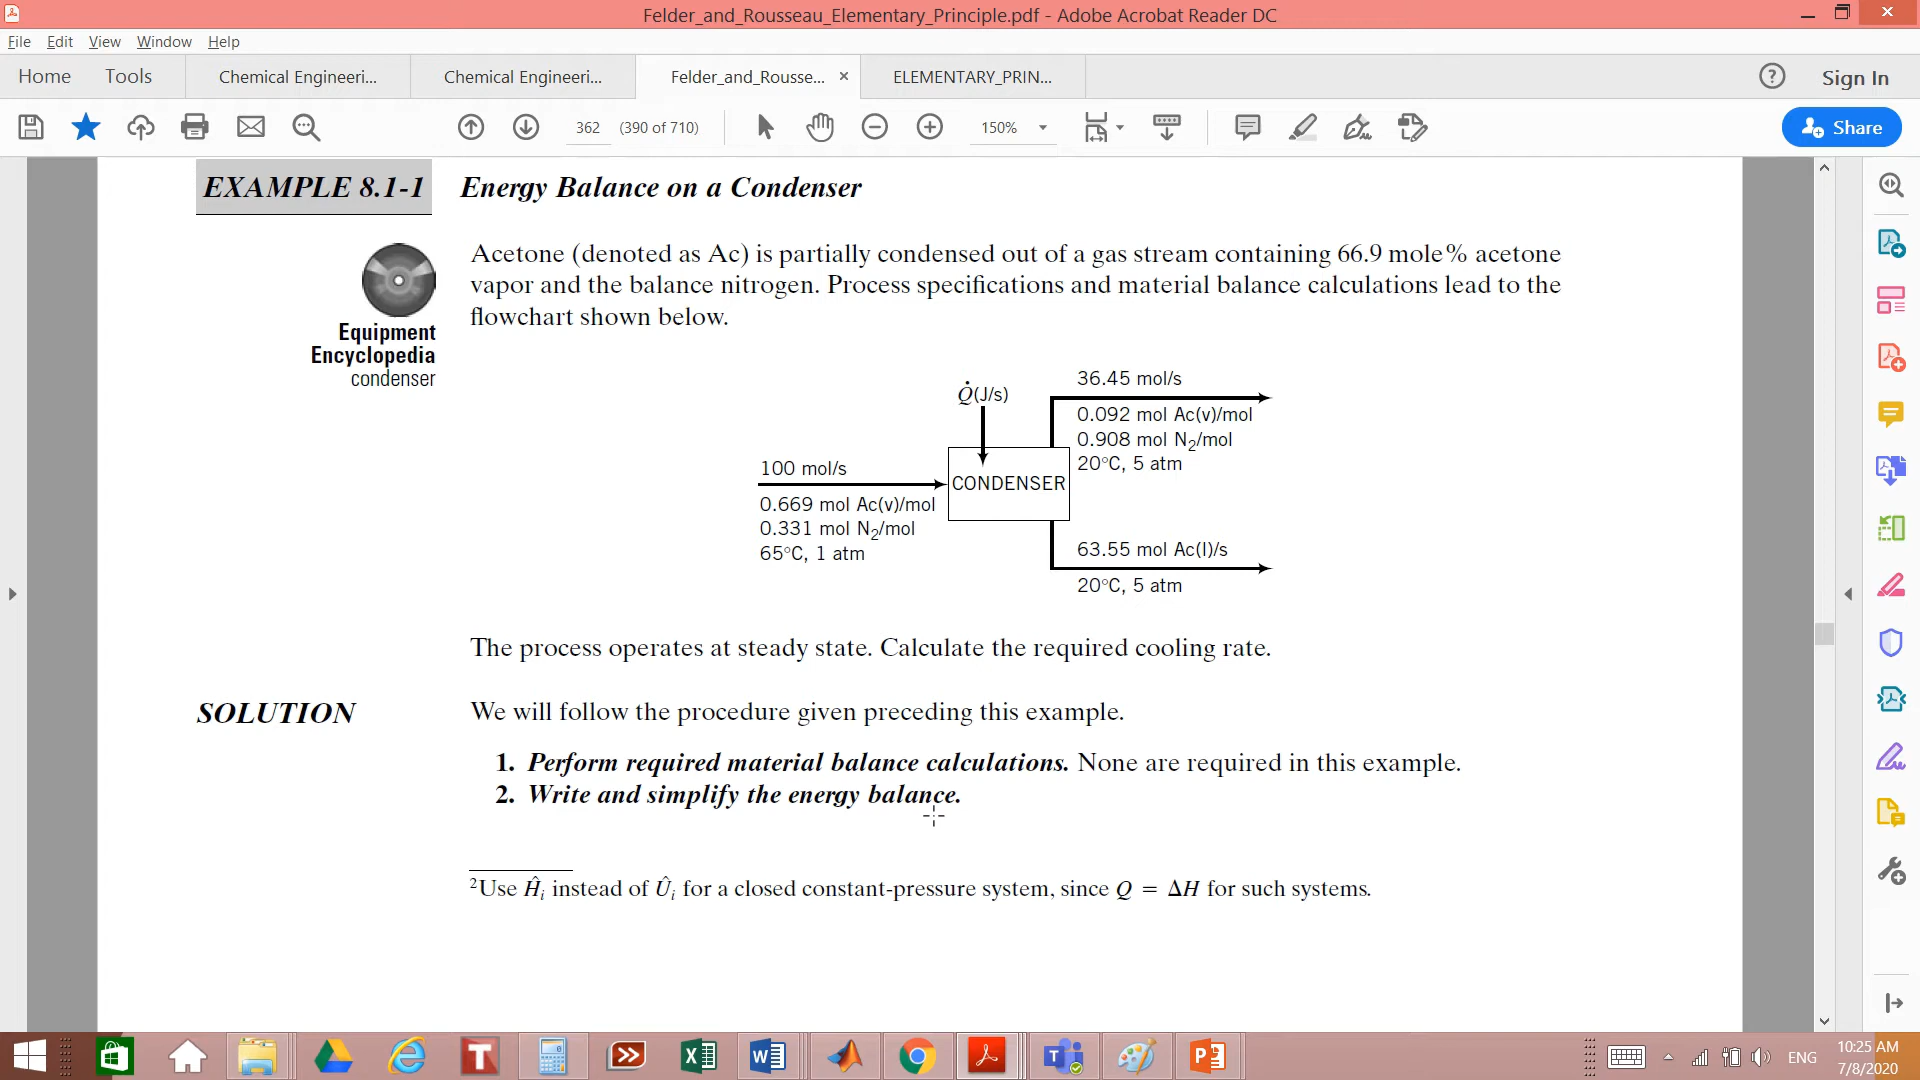 Felder_and_Rousseau_Elementary_Principle.pdf - Adobe Acrobat Reader DC
File Edit View Window Help
Home Tools Chemical Engineeri... Chemical Engineeri... Felder_and_Rousse... × ELEMENTARY_PRIN... Sign In
362 (390 of 710) 150% Share
EXAMPLE 8.1-1 Energy Balance on a Condenser
Equipment
Encyclopedia
condenser
Acetone (denoted as Ac) is partially condensed out of a gas stream containing 66.9 mole% acetone
vapor and the balance nitrogen. Process specifications and material balance calculations lead to the
flowchart shown below.
Q̇(J/s)
100 mol/s
0.669 mol Ac(v)/mol
0.331 mol N₂/mol
65°C, 1 atm
CONDENSER
36.45 mol/s
0.092 mol Ac(v)/mol
0.908 mol N₂/mol
20°C, 5 atm
63.55 mol Ac(l)/s
20°C, 5 atm
The process operates at steady state. Calculate the required cooling rate.
SOLUTION We will follow the procedure given preceding this example.
1. Perform required material balance calculations. None are required in this example.
2. Write and simplify the energy balance.
²Use Ĥᵢ instead of Ûᵢ for a closed constant-pressure system, since Q = ΔH for such systems.
ENG
10:25 AM
7/8/2020